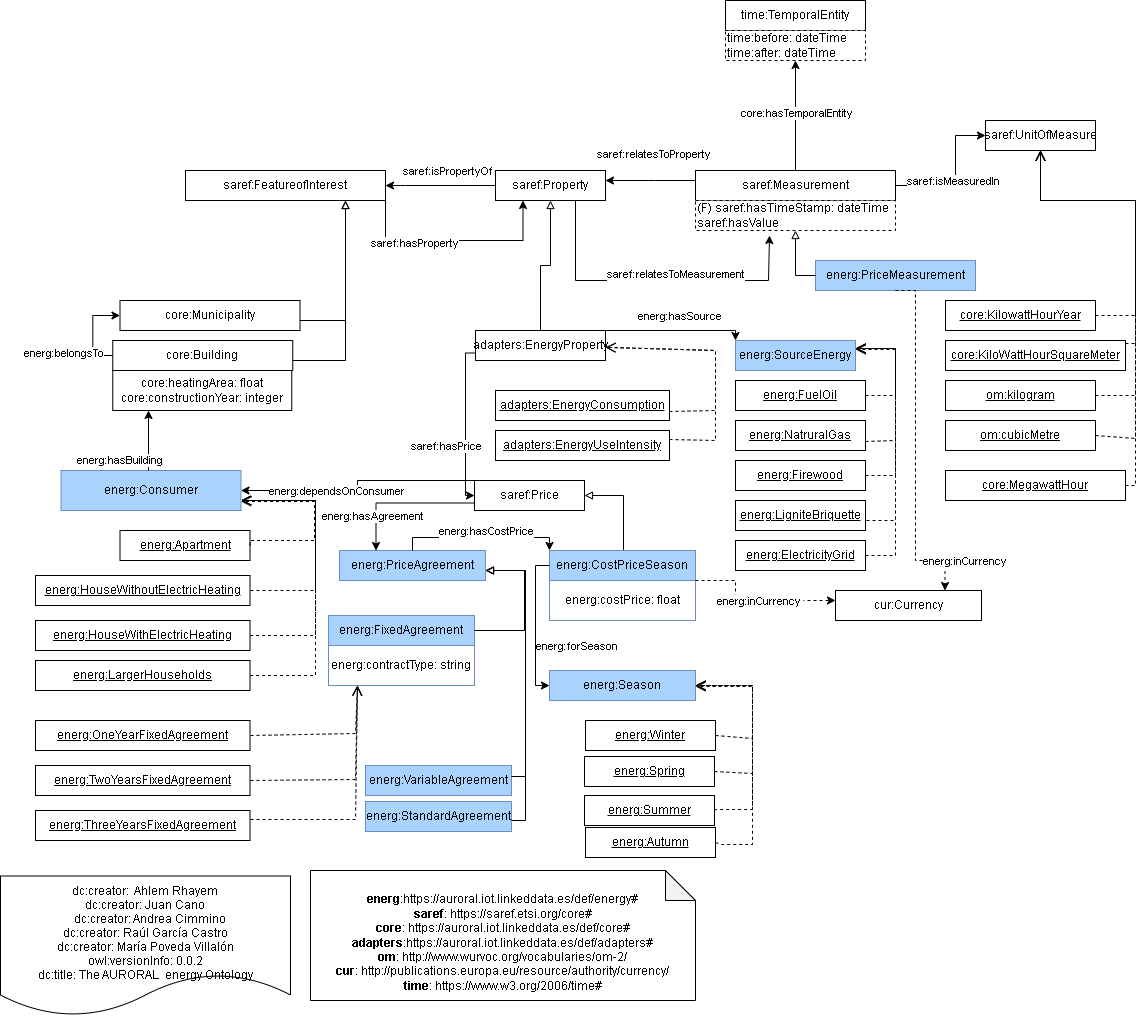 time:TemporalEntity
time:before: dateTime
time:after: dateTime
core:hasTemporalEntity
saref:UnitOfMeasure
saref:relatesToProperty
saref:isPropertyOf
saref:FeatureofInterest
saref:Property
saref:Measurement
saref:isMeasuredIn
(F) saref:hasTimeStamp: dateTime
saref:hasValue
saref:hasProperty
saref:relatesToMeasurement
energ:PriceMeasurement
core:Municipality
energ:hasSource
core:KilowattHourYear
energ:belongsTo
core:Building
adapters:EnergyProperty
energ:SourceEnergy
core:KiloWattHourSquareMeter
core:heatingArea: float
core:constructionYear: integer
energ:FuelOil
om:kilogram
adapters:EnergyConsumption
energ:NatruralGas
om:cubicMetre
adapters:EnergyUseIntensity
saref:hasPrice
energ:hasBuilding
energ:Firewood
core:MegawattHour
energ:Consumer
energ:dependsOnConsumer
saref:Price
energ:hasAgreement
energ:LigniteBriquette
energ:hasCostPrice
energ:Apartment
energ:ElectricityGrid
energ:inCurrency
energ:PriceAgreement
energ:CostPriceSeason
energ:HouseWithoutElectricHeating
energ:costPrice: float
energ:inCurrency
cur:Currency
energ:HouseWithElectricHeating
energ:FixedAgreement
energ:forSeason
energ:contractType: string
energ:LargerHouseholds
energ:Season
energ:OneYearFixedAgreement
energ:Winter
energ:TwoYearsFixedAgreement
energ:VariableAgreement
energ:Spring
energ:ThreeYearsFixedAgreement
energ:StandardAgreement
energ:Summer
energ:Autumn
dc:creator: Ahlem Rhayem
dc:creator: Juan Cano
dc:creator: Andrea Cimmino
dc:creator: Raúl García Castro
dc:creator: María Poveda Villalón
owl:versionInfo: 0.0.2
dc:title: The AURORAL energy Ontology
energ:https://auroral.iot.linkeddata.es/def/energy#
saref: https://saref.etsi.org/core#
core: https://auroral.iot.linkeddata.es/def/core#
adapters:https://auroral.iot.linkeddata.es/def/adapters#
om: http://www.wurvoc.org/vocabularies/om-2/
cur: http://publications.europa.eu/resource/authority/currency/
time: https://www.w3.org/2006/time#